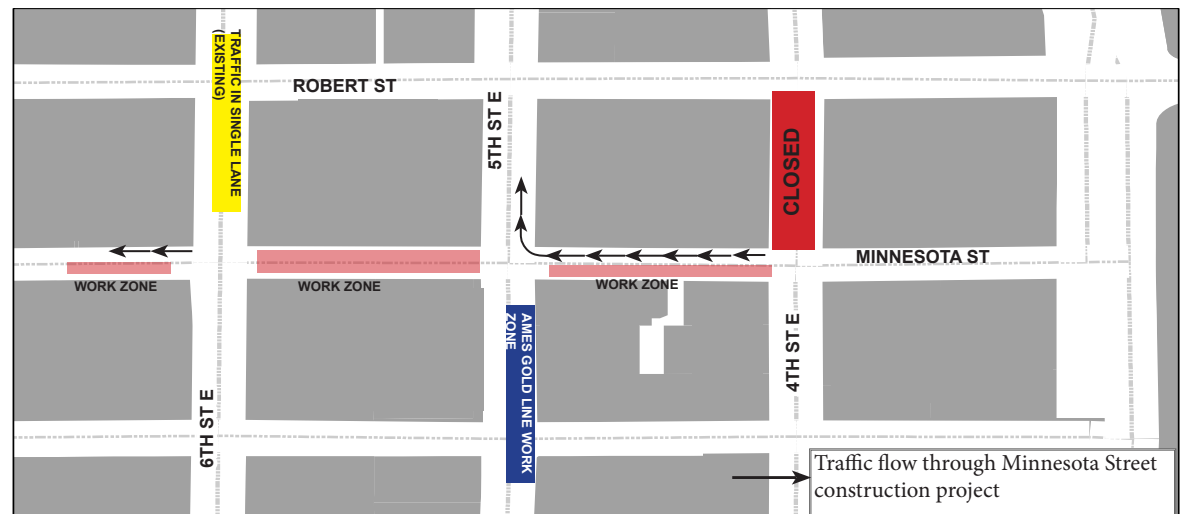 TRAFFIC IN SINGLE LANE
(EXISTING)
ROBERT ST
5TH ST E
CLOSED
MINNESOTA ST
WORK ZONE
WORK ZONE
WORK ZONE
AMES GOLD LINE WORK
ZONE
4TH ST E
6TH ST E
Traffic flow through Minnesota Street
construction project